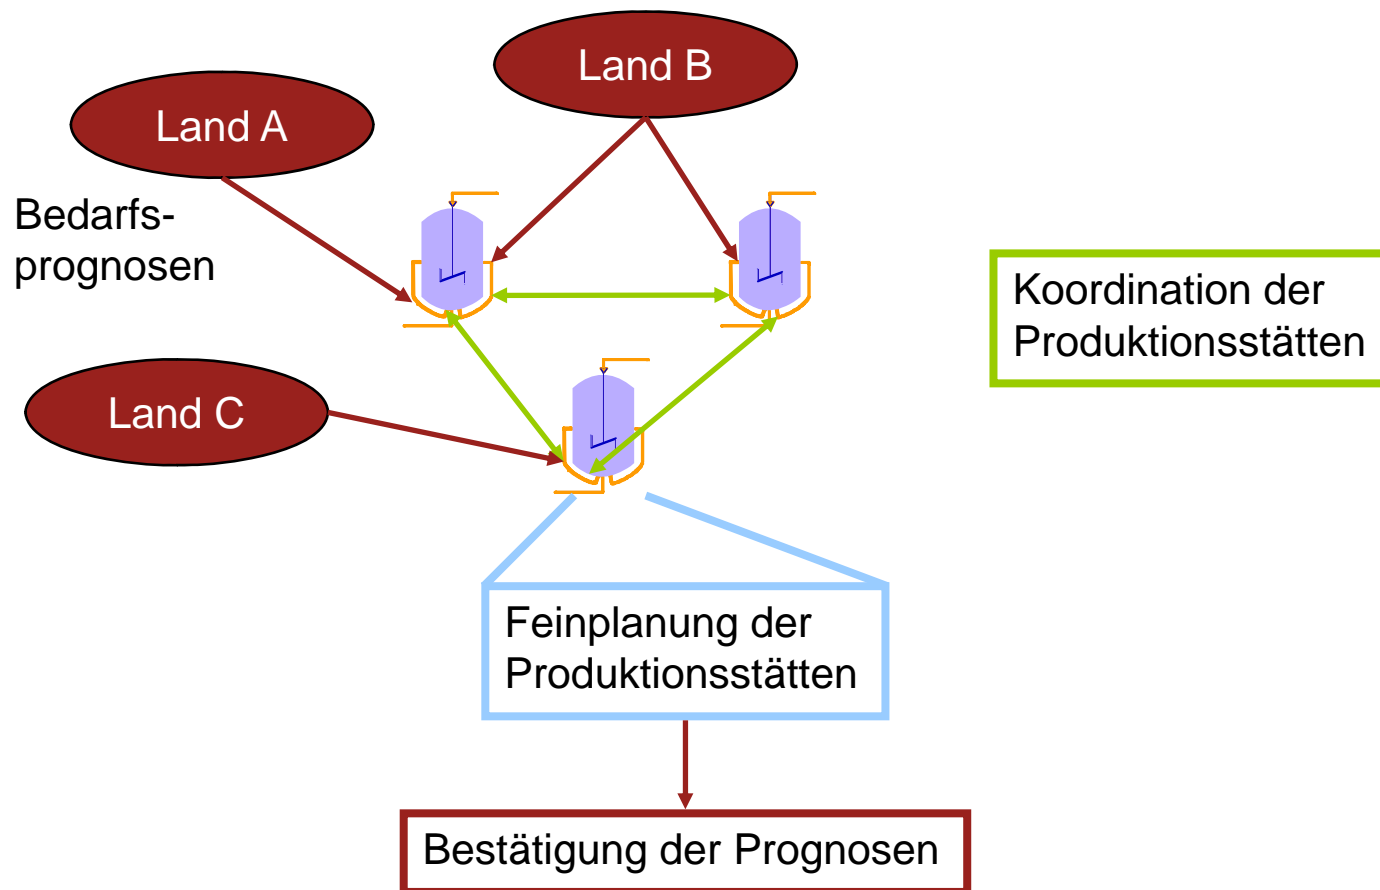 Land B
Land A
Bedarfs-
prognosen
Koordination der
Produktionsstätten
Land C
Feinplanung der
Produktionsstätten
Bestätigung der Prognosen